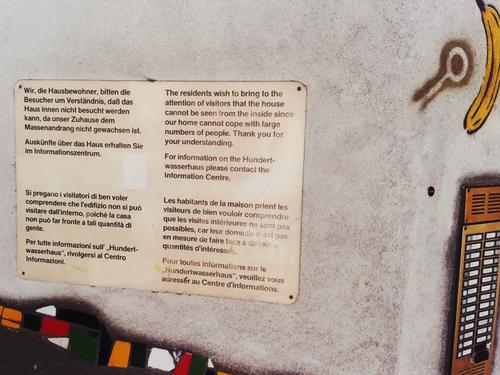 Wir, die Hausbewohner, bitten die
Besucher um Verständnis, daß das
Haus innen nicht besucht werden
kann, da unser Zuhause dem
Massenandrang nicht gewachsen ist.
Auskünfte über das Haus erhalten Sie
im Informationszentrum.
The residents wish to bring to the
attention of visitors that the house
cannot be seen from the inside since
our home cannot cope with large
numbers of people. Thank you for
your understanding.
For information on the Hundert-
wasserhaus please contact the
Information Centre.
Si pregano i visitatori di ben voler
comprendere che l'edifizio non si può
visitare dall'interno, poichè la casa
non può far fronte a tali quantità di
gente.
Per tutte informazioni sull' „Hundert-
wasserhaus", rivolgersi al Centro
Informazioni.
Les habitants de la maison prient les
visiteurs de bien vouloir comprendre
que les visites intérieures ne sont pas
possibles, car leur domicile n'est pas
en mesure de faire face à de telles
quantités d'intéressés.
Pour toutes informations sur le
„Hundertwasserhaus", veuillez vous
adresser au Centre d'informations.